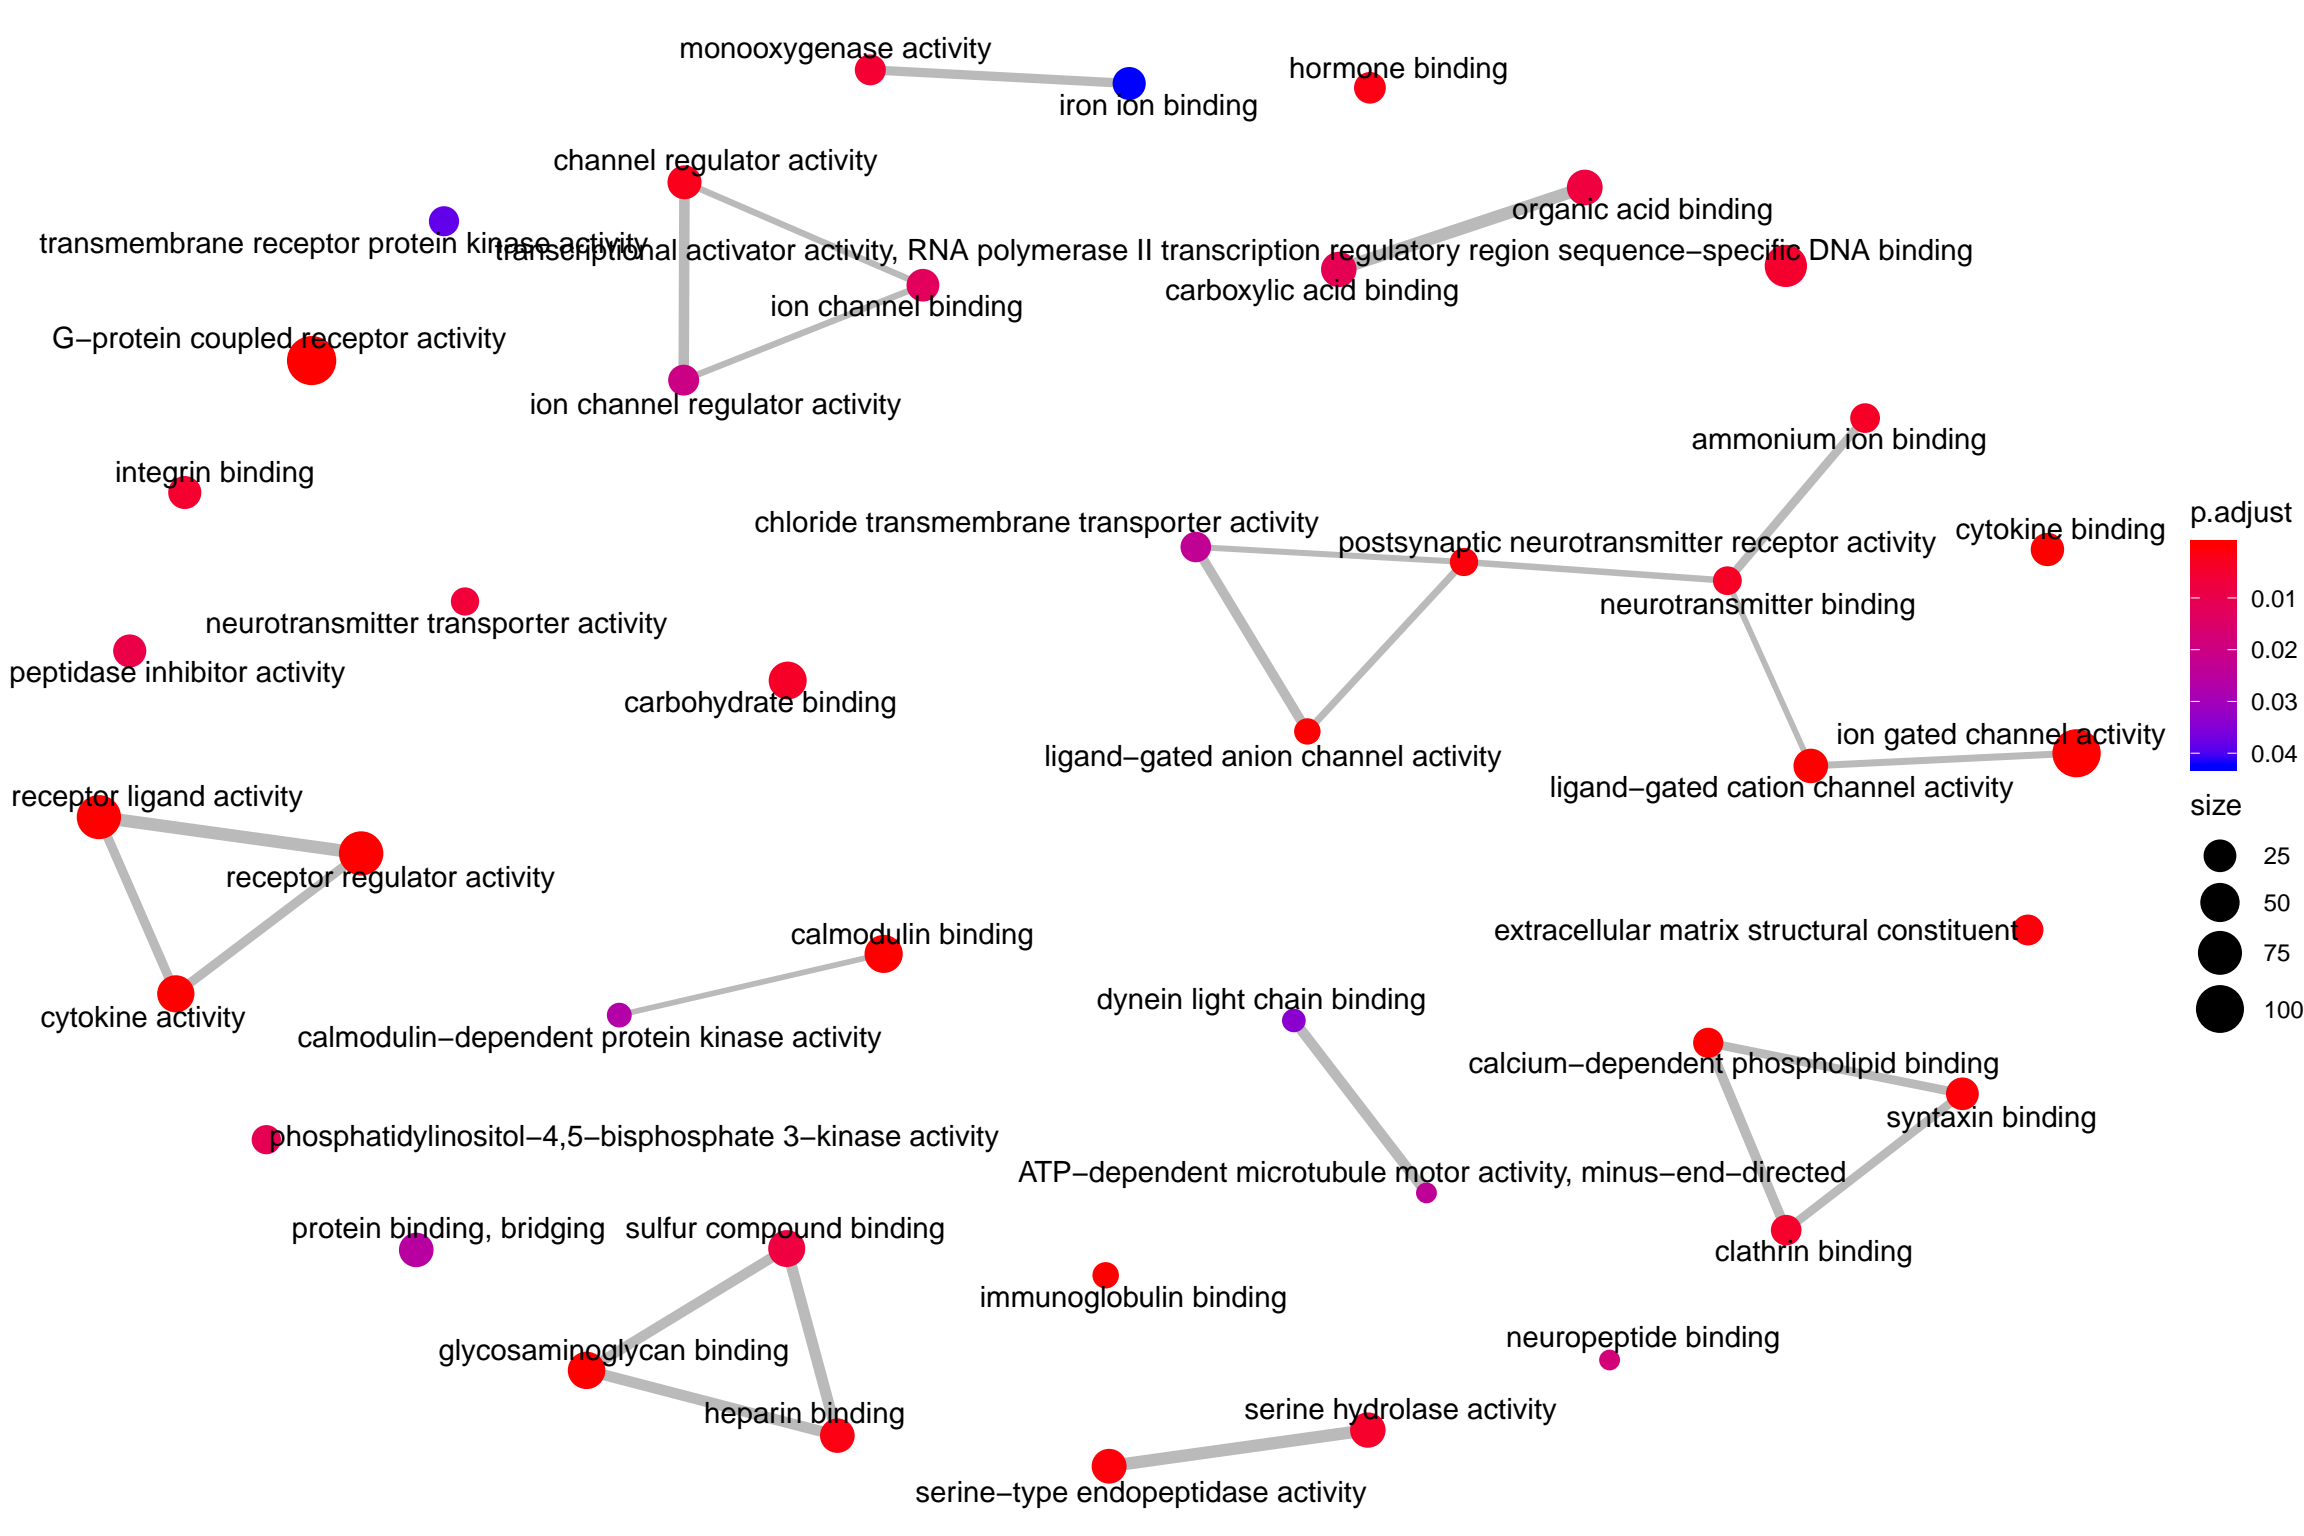 monooxygenase activity
hormone binding
iron ion binding
channel regulator activity
organic acid binding
transmembrane receptor protein kinase activity
transcriptional activator activity, RNA polymerase II transcription regulatory region sequence−specific DNA binding
carboxylic acid binding
ion channel binding
G−protein coupled receptor activity
ion channel regulator activity
ammonium ion binding
integrin binding
chloride transmembrane transporter activity
cytokine binding
postsynaptic neurotransmitter receptor activity
neurotransmitter binding
neurotransmitter transporter activity
peptidase inhibitor activity
carbohydrate binding
ion gated channel activity
ligand−gated anion channel activity
ligand−gated cation channel activity
receptor ligand activity
receptor regulator activity
calmodulin binding
extracellular matrix structural constituent
dynein light chain binding
cytokine activity
calmodulin−dependent protein kinase activity
calcium−dependent phospholipid binding
syntaxin binding
phosphatidylinositol−4,5−bisphosphate 3−kinase activity
ATP−dependent microtubule motor activity, minus−end−directed
protein binding, bridging
sulfur compound binding
clathrin binding
immunoglobulin binding
neuropeptide binding
glycosaminoglycan binding
heparin binding
serine hydrolase activity
serine−type endopeptidase activity
p.adjust
0.01
0.02
0.03
0.04
size
25
50
75
100